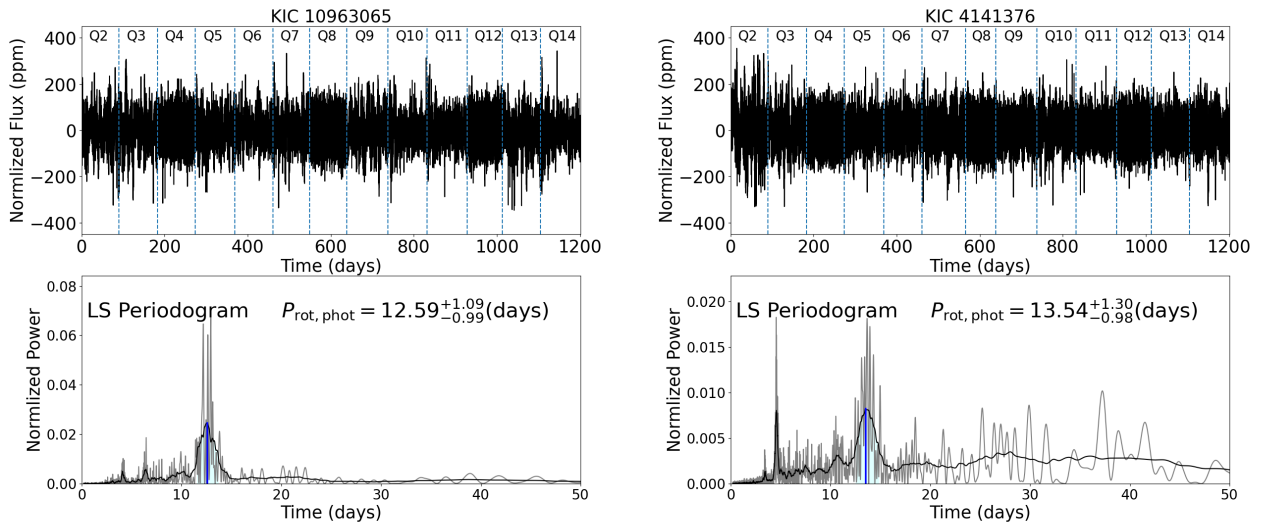 KIC 10963065
Q2 Q3 Q4 Q5 Q6 Q7 Q8 Q9 Q10 Q11 Q12 Q13 Q14
400
200
0
−200
−400
Normlized Flux (ppm)
0 200 400 600 800 1000 1200
Time (days)
KIC 4141376
Q2 Q3 Q4 Q5 Q6 Q7 Q8 Q9 Q10 Q11 Q12 Q13 Q14
400
200
0
−200
−400
Normlized Flux (ppm)
0 200 400 600 800 1000 1200
Time (days)
LS Periodogram P_rot, phot = 12.59^{+1.09}_{−0.99}(days)
0.08
0.06
0.04
0.02
0.00
Normlized Power
0 10 20 30 40 50
Time (days)
LS Periodogram P_rot, phot = 13.54^{+1.30}_{−0.98}(days)
0.020
0.015
0.010
0.005
0.000
Normlized Power
0 10 20 30 40 50
Time (days)